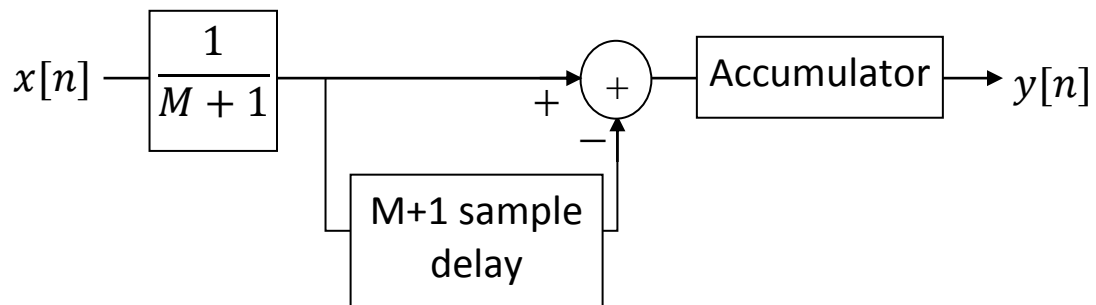 x[n]
1
M + 1
+
+
−
Accumulator
y[n]
M+1 sample
delay